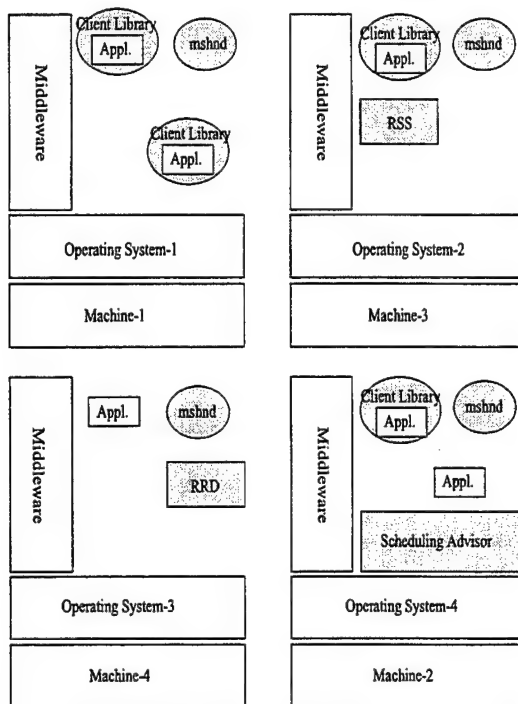 Client Library
Appl.
mshnd
Middleware
Client Library
Appl.
Operating System-1
Machine-1
Client Library
Appl.
mshnd
Middleware
RSS
Operating System-2
Machine-3
Appl.
mshnd
Middleware
RRD
Operating System-3
Machine-4
Client Library
Appl.
mshnd
Middleware
Appl.
Scheduling Advisor
Operating System-4
Machine-2